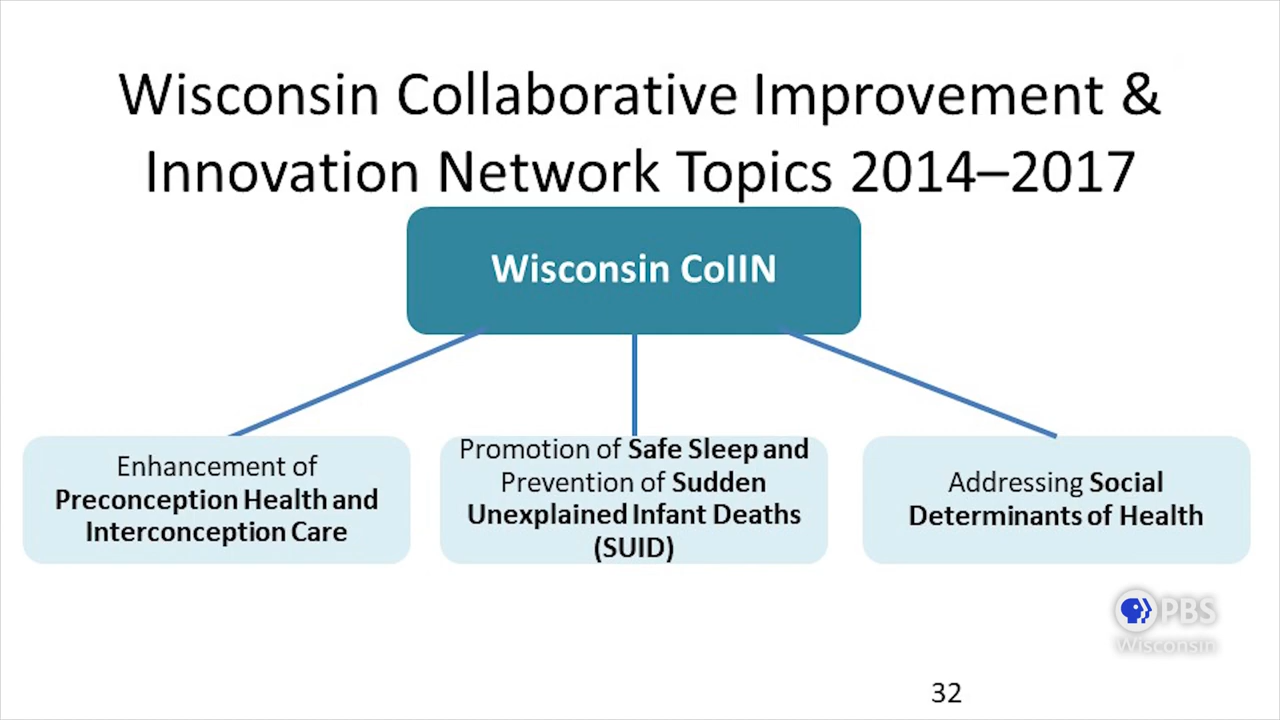 Wisconsin Collaborative Improvement &
Innovation Network Topics 2014–2017
Wisconsin CoIIN
Enhancement of
Preconception Health and
Interconception Care
Promotion of Safe Sleep and
Prevention of Sudden
Unexplained Infant Deaths
(SUID)
Addressing Social
Determinants of Health
PBS
Wisconsin
32